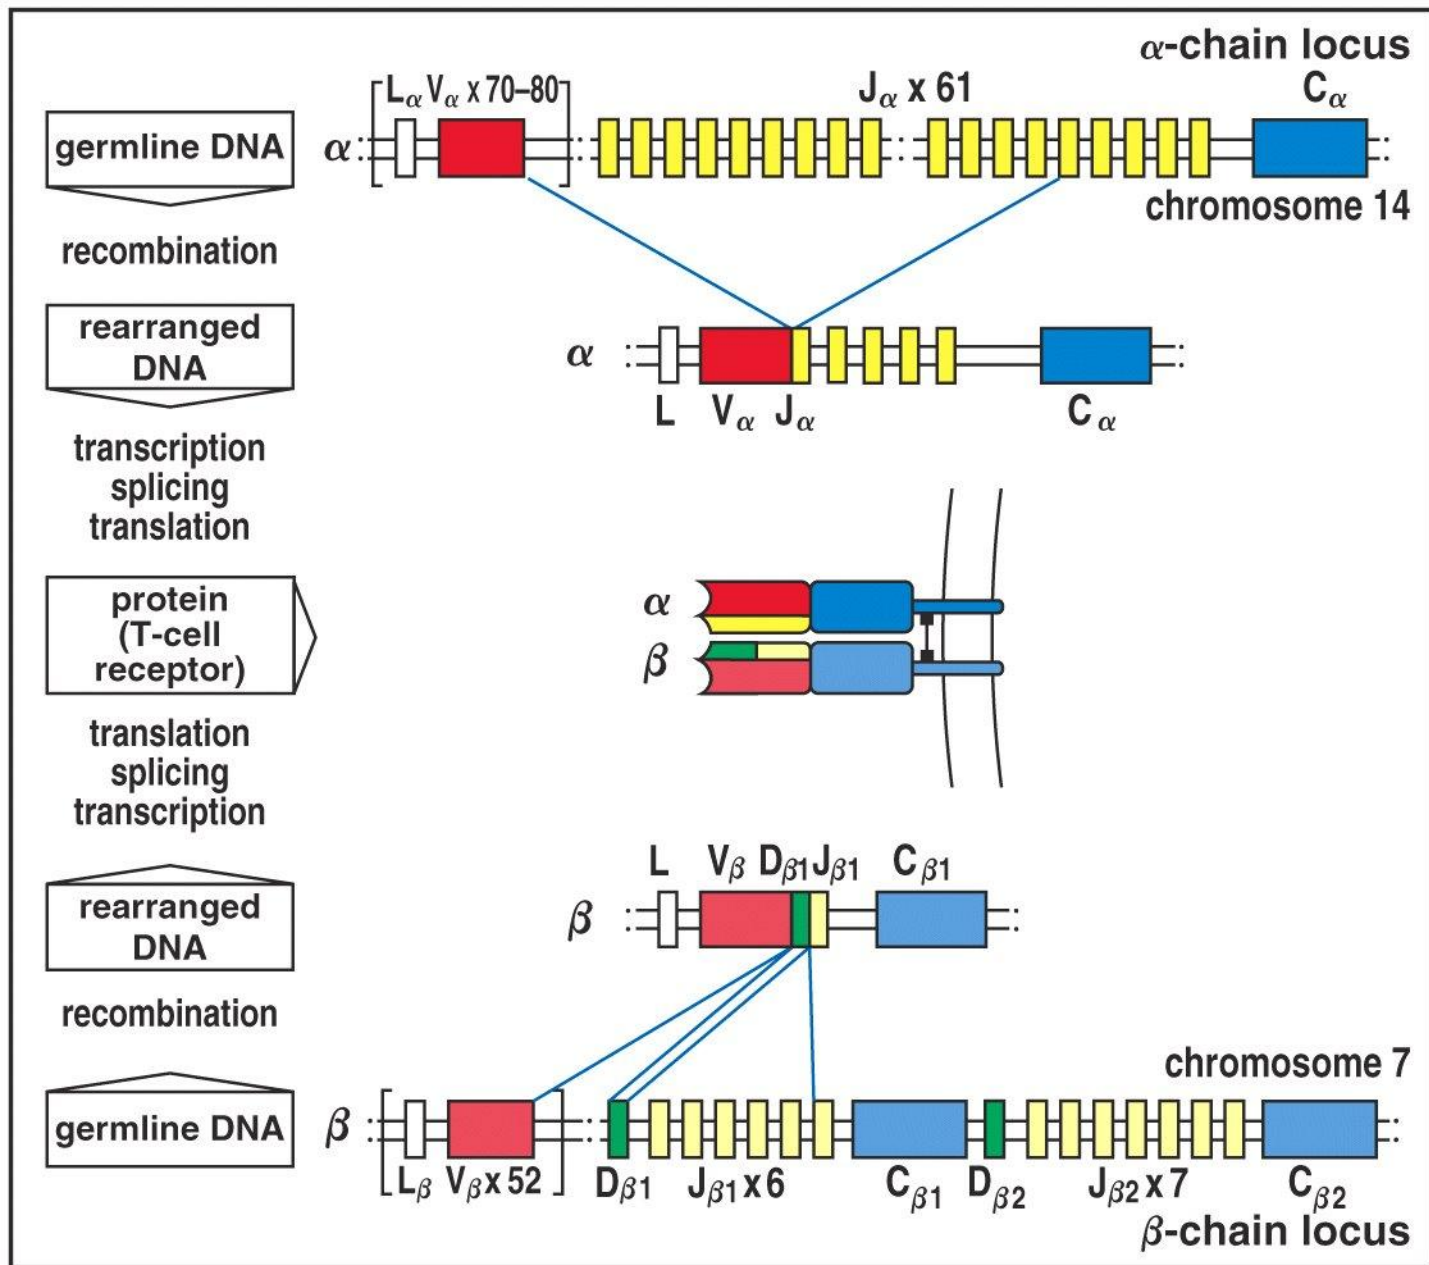 α-chain locus
LαVα x 70–80
Jα x 61
Cα
germline DNA
α
chromosome 14
recombination
rearranged
DNA
α
L
Vα
Jα
Cα
transcription
splicing
translation
protein
(T-cell
receptor)
α
β
translation
splicing
transcription
L
Vβ
Dβ1
Jβ1
Cβ1
rearranged
DNA
β
recombination
chromosome 7
germline DNA
β
Lβ
Vβ x 52
Dβ1
Jβ1 x 6
Cβ1
Dβ2
Jβ2 x 7
Cβ2
β-chain locus